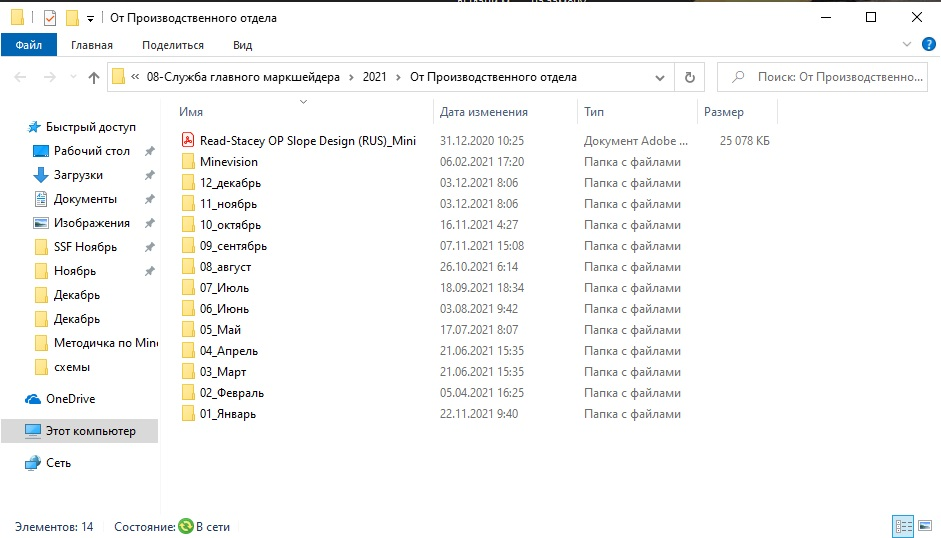 От Производственного отдела
Файл Главная Поделиться Вид
« 08-Служба главного маркшейдера > 2021 > От Производственного отдела
Поиск: От Производственно...
Имя Дата изменения Тип Размер
Быстрый доступ
Рабочий стол
Загрузки
Документы
Изображения
SSF Ноябрь
Ноябрь
Декабрь
Декабрь
Методичка по Mine
схемы
OneDrive
Этот компьютер
Сеть
Read-Stacey OP Slope Design (RUS)_Mini 31.12.2020 10:25 Документ Adobe ... 25 078 КБ
Minevision 06.02.2021 17:20 Папка с файлами
12_декабрь 03.12.2021 8:06 Папка с файлами
11_ноябрь 03.12.2021 8:06 Папка с файлами
10_октябрь 16.11.2021 4:27 Папка с файлами
09_сентябрь 07.11.2021 15:08 Папка с файлами
08_август 26.10.2021 6:14 Папка с файлами
07_Июль 18.09.2021 18:34 Папка с файлами
06_Июнь 03.08.2021 9:42 Папка с файлами
05_Май 17.07.2021 8:07 Папка с файлами
04_Апрель 21.06.2021 15:35 Папка с файлами
03_Март 21.06.2021 15:35 Папка с файлами
02_Февраль 05.04.2021 16:25 Папка с файлами
01_Январь 22.11.2021 9:40 Папка с файлами
Элементов: 14 Состояние: В сети